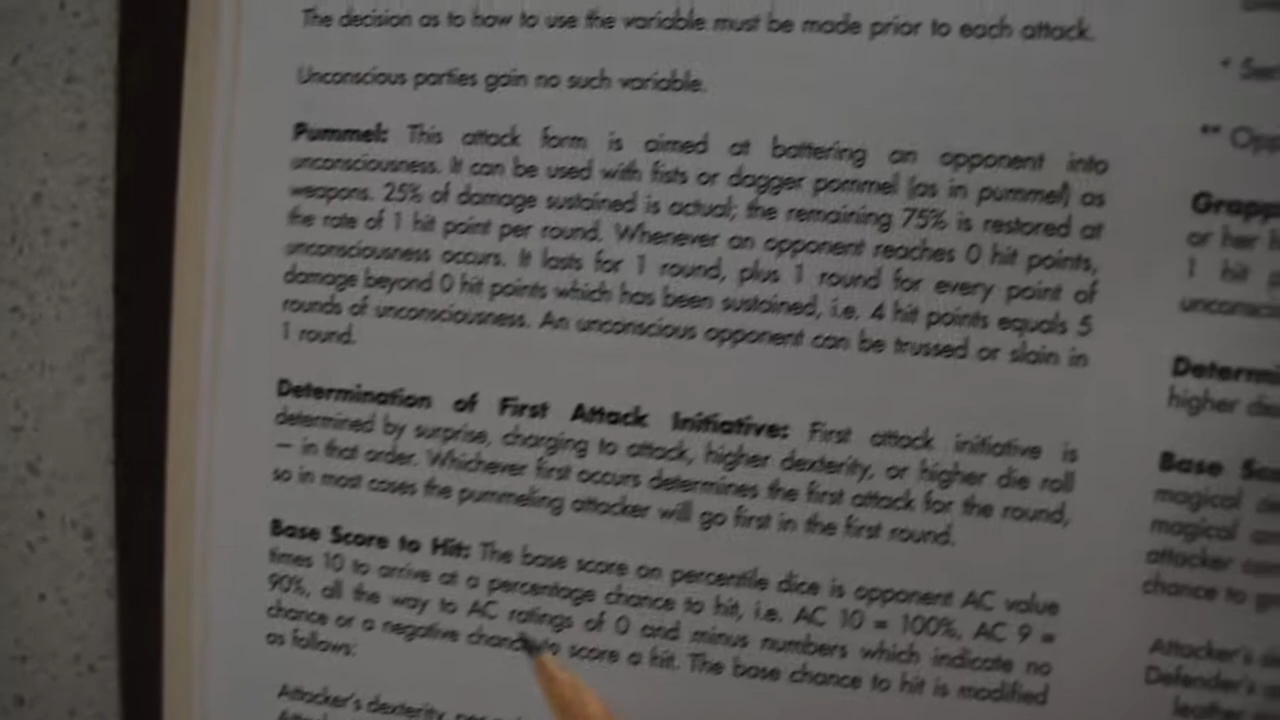 The decision as to how to use the variable must be made prior to each attack.
Unconscious parties gain no such variable.
Pummel: This attack form is aimed at battering an opponent into
unconsciousness. It can be used with fists or dagger pommel (as in pummel) as
weapons. 25% of damage sustained is actual; the remaining 75% is restored at
the rate of 1 hit point per round. Whenever an opponent reaches 0 hit points,
unconsciousness occurs. It lasts for 1 round, plus 1 round for every point of
damage beyond 0 hit points which has been sustained, i.e. 4 hit points equals 5
rounds of unconsciousness. An unconscious opponent can be trussed or slain in
1 round.
Determination of First Attack Initiative: First attack initiative is
determined by surprise, charging to attack, higher dexterity, or higher die roll
— in that order. Whichever first occurs determines the first attack for the round,
so in most cases the pummeling attacker will go first in the first round.
Base Score to Hit: The base score on percentile dice is opponent AC value
times 10 to arrive at a percentage chance to hit, i.e. AC 10 = 100%, AC 9 =
90%, all the way to AC ratings of 0 and minus numbers which indicate no
chance or a negative chance to score a hit. The base chance to hit is modified
as follows:
Attacker's dexterity,
Grapp
or her
1 hit
unconsci
Determi
higher die
Base Sc
magical
magical
attacker
chance to
Attacker's
Defender's